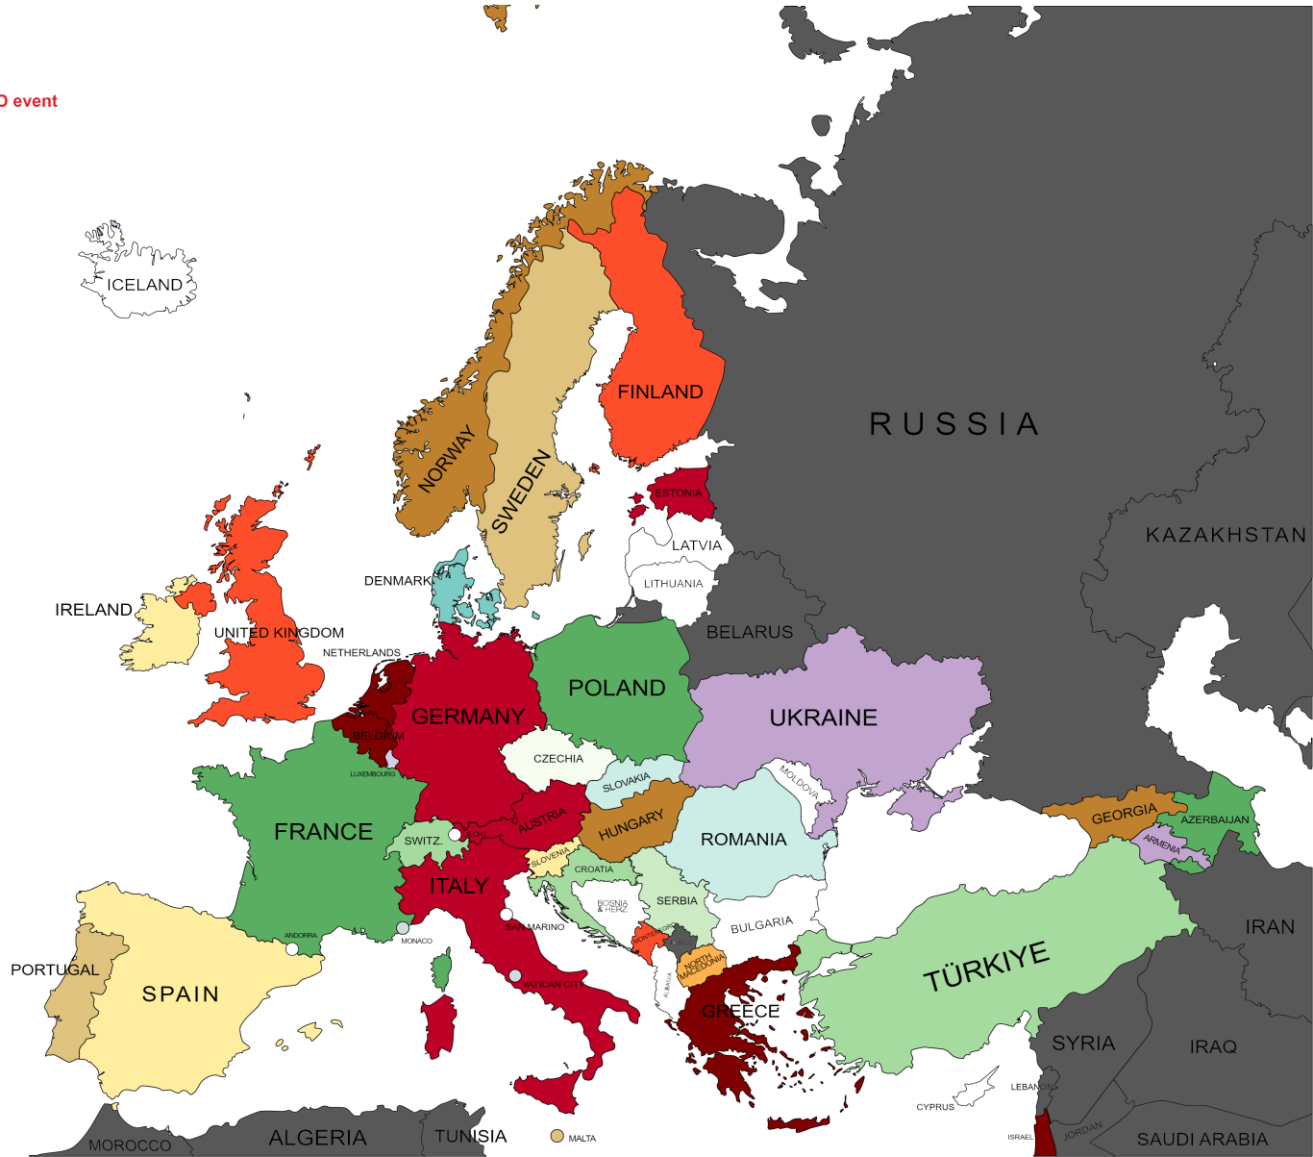 O event
ICELAND
FINLAND
RUSSIA
NORWAY
SWEDEN
ESTONIA
KAZAKHSTAN
LATVIA
DENMARK
LITHUANIA
IRELAND
UNITED KINGDOM
BELARUS
NETHERLANDS
POLAND
GERMANY
UKRAINE
BELGIUM
CZECHIA
LUXEMBOURG
SLOVAKIA
MOLDOVA
FRANCE
SWITZ.
LIECHT.
AUSTRIA
HUNGARY
ROMANIA
GEORGIA
AZERBAIJAN
ARMENIA
SLOVENIA
CROATIA
ITALY
BOSNIA
& HERZ.
SERBIA
SAN MARINO
BULGARIA
IRAN
ANDORRA
MONACO
MONTENEGRO
PORTUGAL
SPAIN
VATICAN CITY
ALBANIA
NORTH
MACEDONIA
TÜRKIYE
GREECE
SYRIA
IRAQ
LEBANON
CYPRUS
MALTA
ISRAEL
JORDAN
MOROCCO
ALGERIA
TUNISIA
SAUDI ARABIA